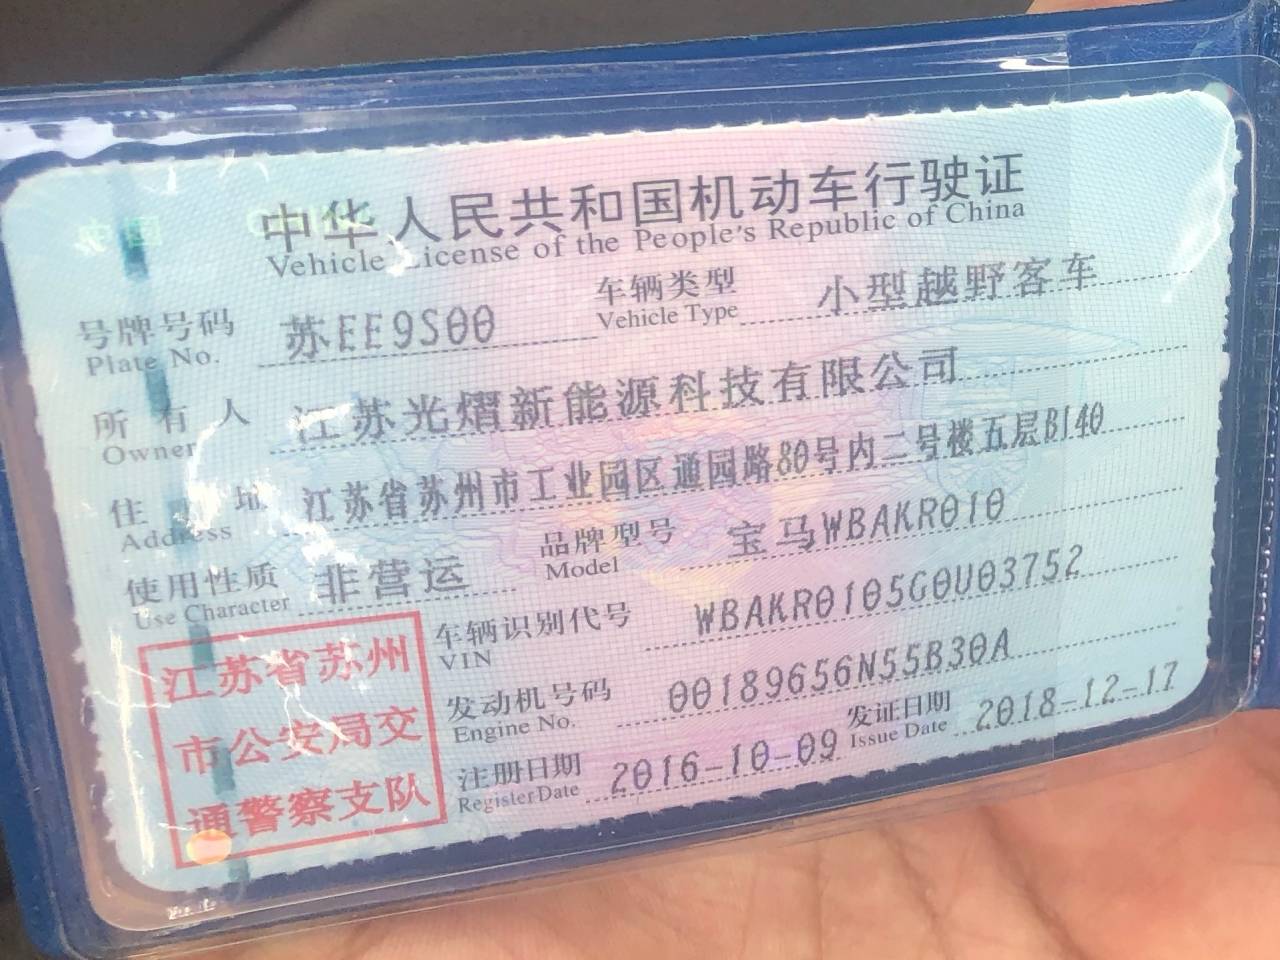 中华人民共和国机动车行驶证
Vehicle License of the People's Republic of China
号牌号码 苏EE9S00 车辆类型 小型越野客车
Plate No. Vehicle Type
所有人 江苏光熠新能源科技有限公司
Owner
住 址 江苏省苏州市工业园区通园路80号内二号楼五层B140
Address
使用性质 非营运 品牌型号 宝马WBAKR010
Use Character Model
车辆识别代号 WBAKR0105G0U03752
VIN
发动机号码 00189656N55B30A
Engine No.
注册日期 2016-10-09 发证日期 2018-12-17
Register Date Issue Date
江苏省苏州
市公安局交
通警察支队